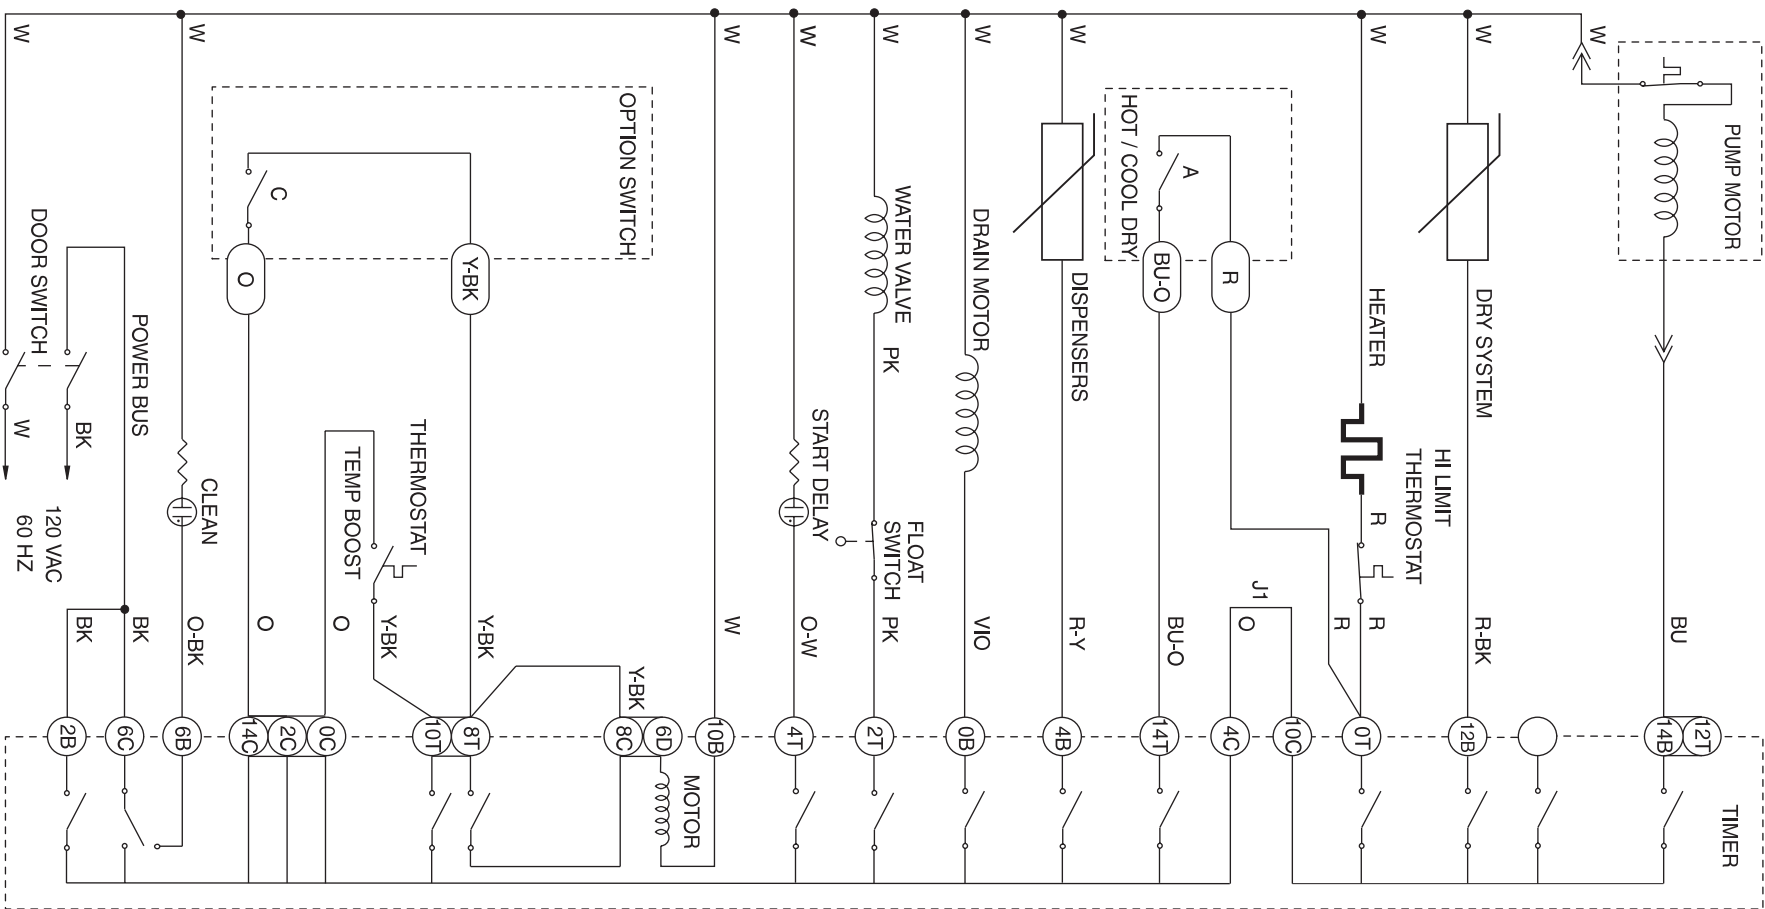 W
W
W
W
W
W
W
W
W
W
PUMP MOTOR
BU
12T
14B
DRY SYSTEM
R-BK
12B
HEATER
HI LIMIT
THERMOSTAT
R
R
R
0T
HOT / COOL DRY
A
R
BU-O
J1
O
10C
4C
BU-O
14T
DISPENSERS
R-Y
4B
DRAIN MOTOR
VIO
0B
WATER VALVE
PK
FLOAT
SWITCH
PK
2T
START DELAY
O-W
4T
W
10B
MOTOR
Y-BK
6D
8C
OPTION SWITCH
C
Y-BK
O
Y-BK
8T
10T
THERMOSTAT
TEMP BOOST
Y-BK
O
0C
2C
14C
O
CLEAN
O-BK
6B
POWER BUS
BK
6C
BK
2B
DOOR SWITCH
BK
W
120 VAC
60 HZ
TIMER